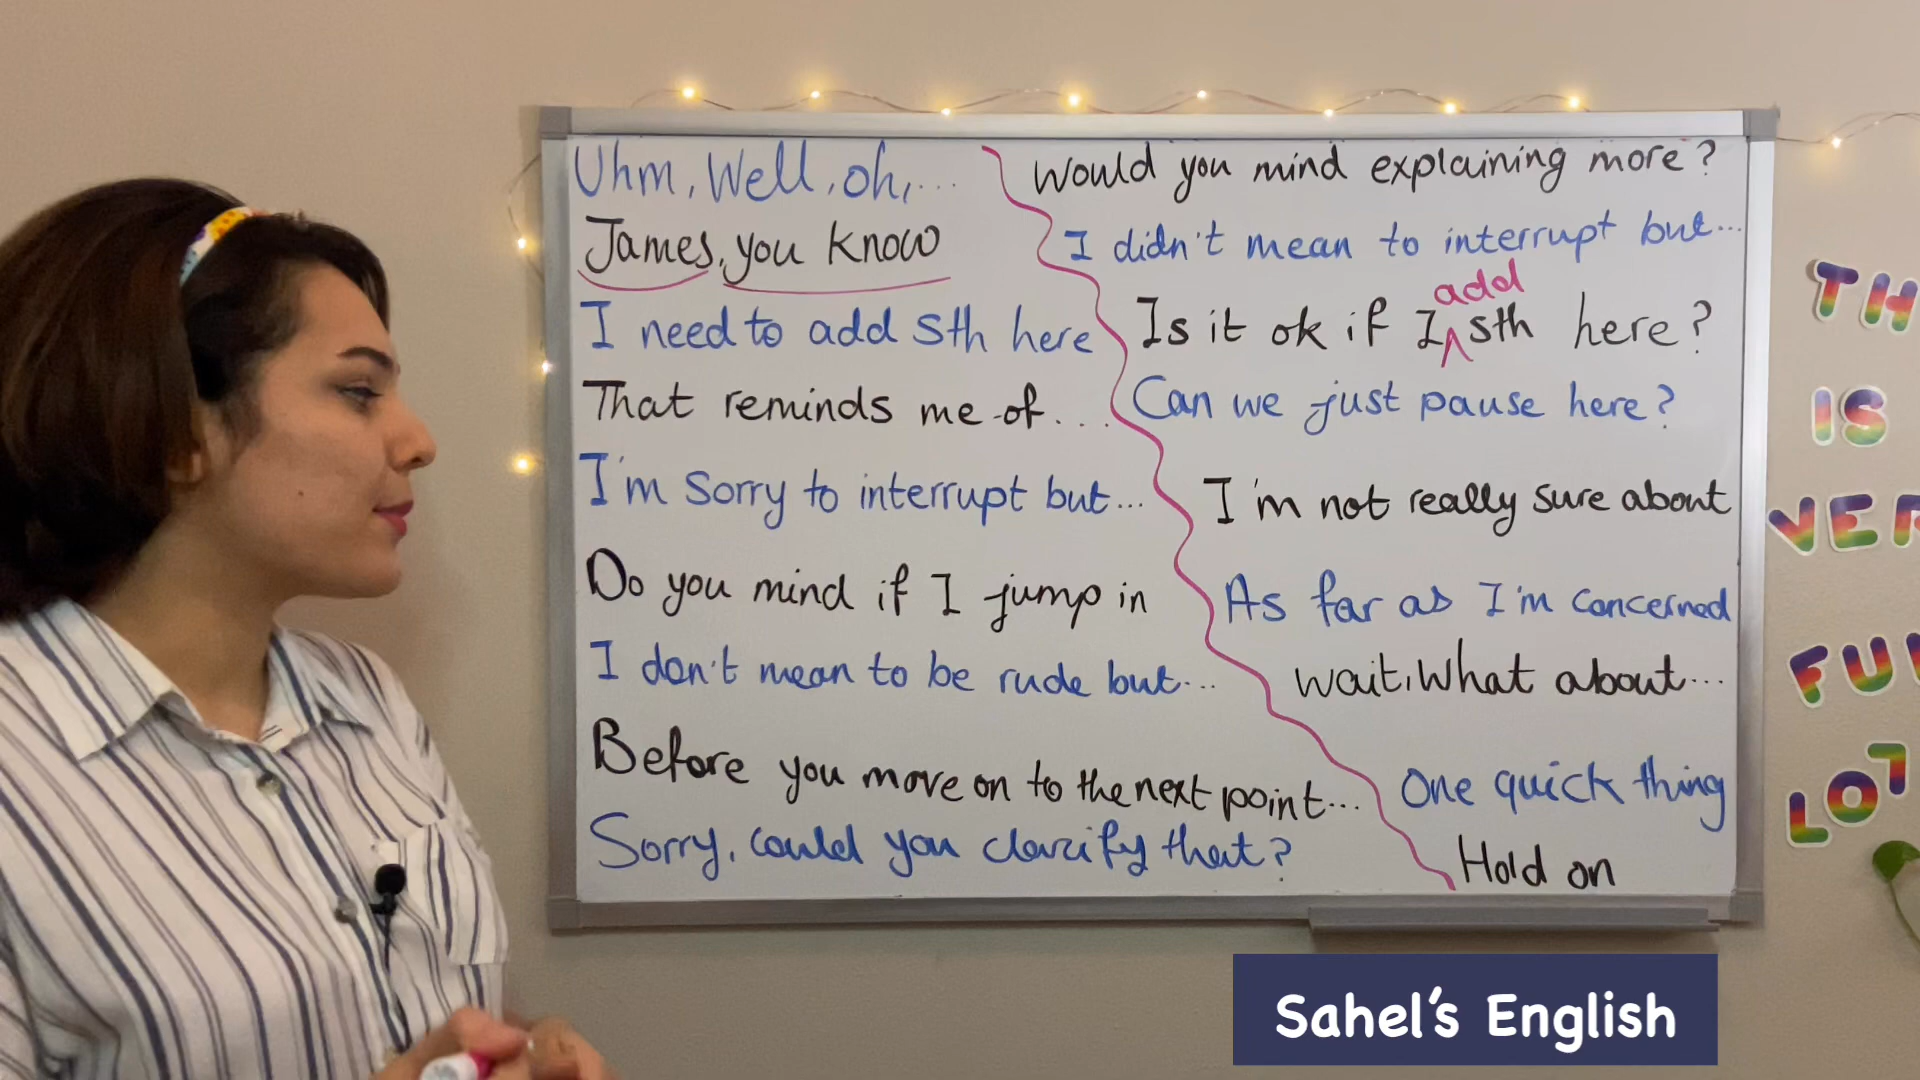 Uhm, Well, oh, ...
James, you know
I need to add sth here
That reminds me of...
I'm sorry to interrupt but...
Do you mind if I jump in
I don't mean to be rude but...
Before you move on to the next point...
Sorry, could you clarify that?
Would you mind explaining more?
I didn't mean to interrupt but...
add
Is it ok if I sth here?
Can we just pause here?
I'm not really sure about
As far as I'm concerned
wait, What about...
One quick thing
Hold on
TH
IS
VER
FU
LOT
Sahel's English